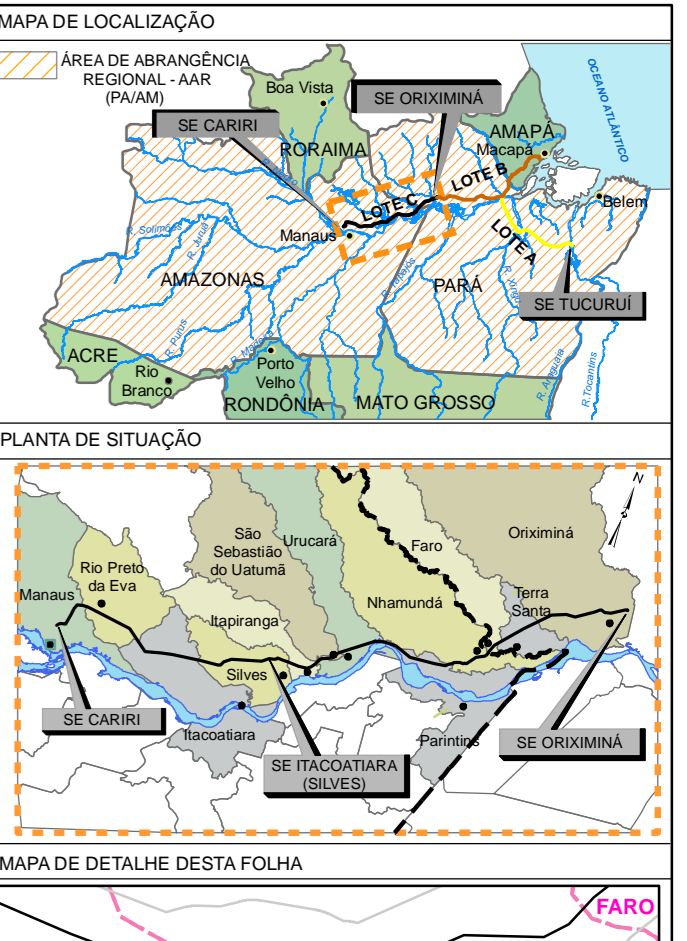 MAPA DE LOCALIZAÇÃO
ÁREA DE ABRANGÊNCIA
REGIONAL - AAR
(PA/AM)
OCEANO ATLÂNTICO
Boa Vista
SE ORIXIMINÁ
SE CARIRI
AMAPÁ
Macapá
RORAIMA
LOTE B
LOTE C
Belem
R. Solimões
R. Juruá
Manaus
LOTE A
AMAZONAS
R. Tapajós
PARÁ
R. Xingu
SE TUCURUÍ
R. Purus
R. Madeira
ACRE
Rio
Branco
Porto
Velho
R. Araguaia
R.Tocantins
RONDÔNIA
MATO GROSSO
PLANTA DE SITUAÇÃO
N
São
Sebastião
do Uatumã
Urucará
Faro
Oriximiná
Rio Preto
da Eva
Manaus
Nhamundá
Terra
Santa
Itapiranga
Silves
SE CARIRI
Itacoatiara
Parintins
SE ORIXIMINÁ
SE ITACOATIARA
(SILVES)
MAPA DE DETALHE DESTA FOLHA
FARO